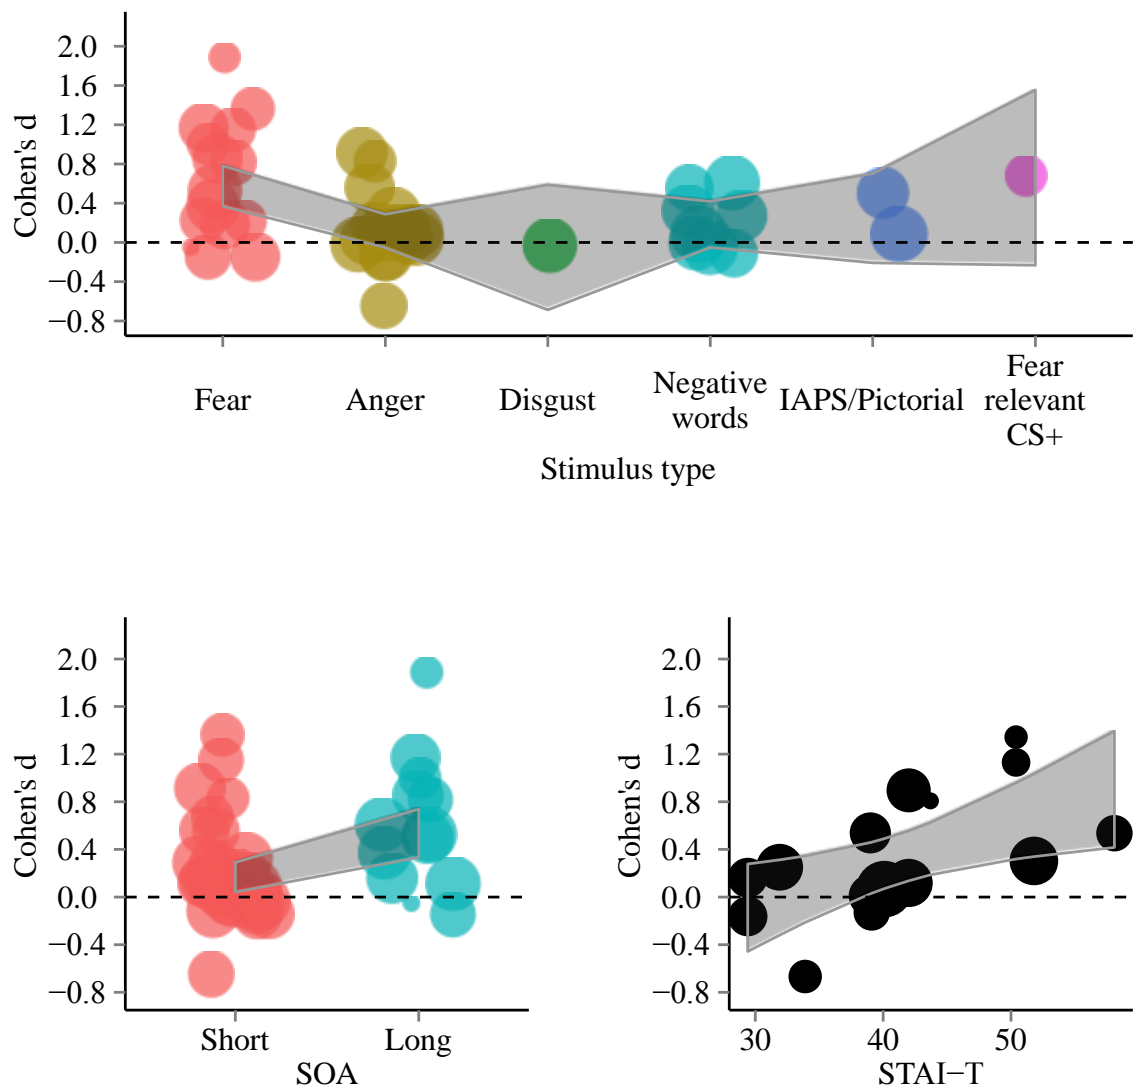 Cohen's d
2.0
1.6
1.2
0.8
0.4
0.0
−0.4
−0.8
Fear
Anger
Disgust
Negative
words
IAPS/Pictorial
Fear
relevant
CS+
Stimulus type
Cohen's d
2.0
1.6
1.2
0.8
0.4
0.0
−0.4
−0.8
Short
Long
SOA
Cohen's d
2.0
1.6
1.2
0.8
0.4
0.0
−0.4
−0.8
30
40
50
STAI−T